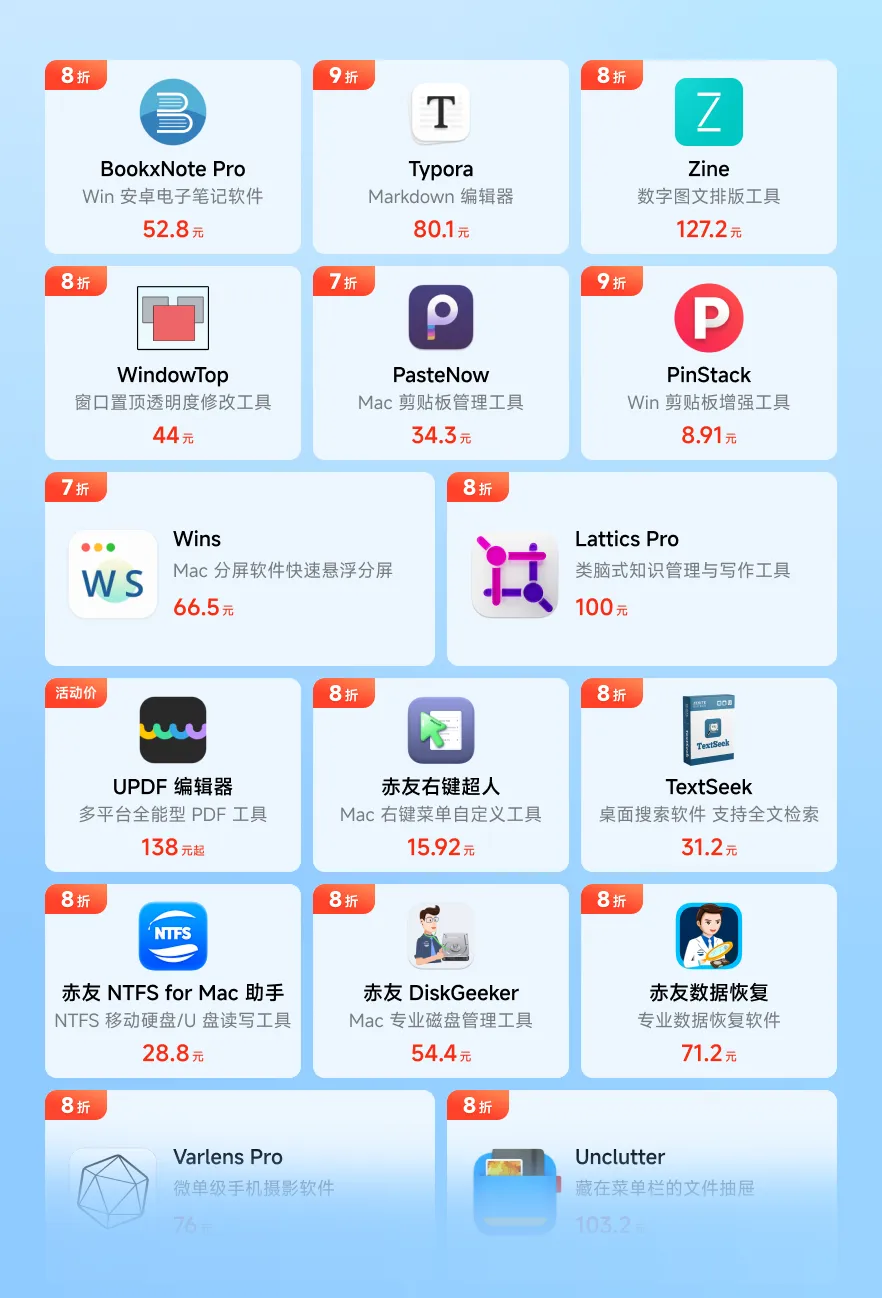 8折
BookxNote Pro
Win 安卓电子笔记软件
52.8元
9折
T
Typora
Markdown 编辑器
80.1元
8折
Z
Zine
数字图文排版工具
127.2元
8折
WindowTop
窗口置顶透明度修改工具
44元
7折
PasteNow
Mac 剪贴板管理工具
34.3元
9折
P
PinStack
Win 剪贴板增强工具
8.91元
7折
WS
Wins
Mac 分屏软件快速悬浮分屏
66.5元
8折
Lattics Pro
类脑式知识管理与写作工具
100元
活动价
UPDF 编辑器
多平台全能型 PDF 工具
138元起
8折
赤友右键超人
Mac 右键菜单自定义工具
15.92元
8折
TextSeek
TextSeek
桌面搜索软件 支持全文检索
31.2元
8折
NTFS
赤友 NTFS for Mac 助手
NTFS 移动硬盘/U 盘读写工具
28.8元
8折
赤友 DiskGeeker
Mac 专业磁盘管理工具
54.4元
8折
赤友数据恢复
专业数据恢复软件
71.2元
8折
Varlens Pro
微单级手机摄影软件
76元
8折
Unclutter
藏在菜单栏的文件抽屉
103.2元